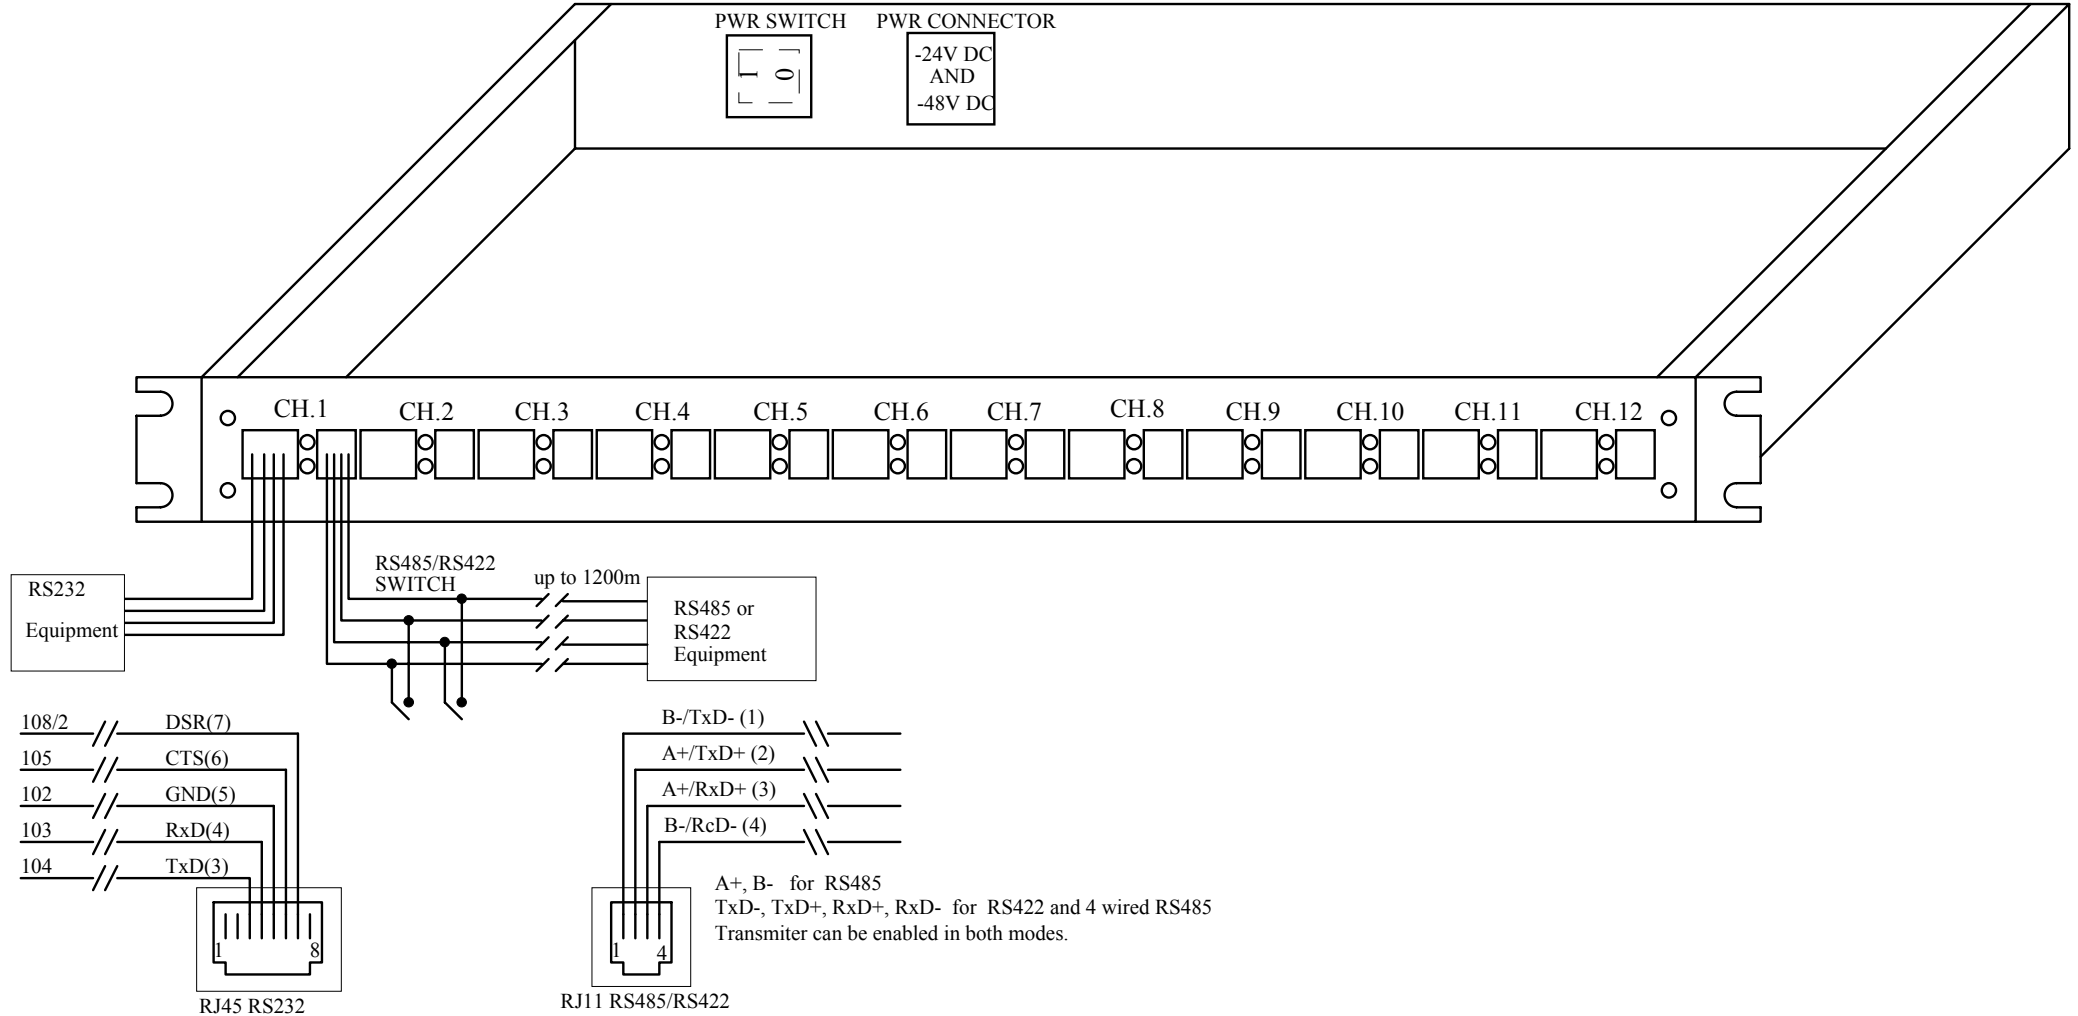 PWR SWITCH
PWR CONNECTOR
1
0
-24V DC
AND
-48V DC
CH.1
CH.2
CH.3
CH.4
CH.5
CH.6
CH.7
CH.8
CH.9
CH.10
CH.11
CH.12
RS232
Equipment
RS485/RS422
SWITCH
up to 1200m
RS485 or
RS422
Equipment
108/2
DSR(7)
105
CTS(6)
102
GND(5)
103
RxD(4)
104
TxD(3)
1
8
RJ45 RS232
B-/TxD- (1)
A+/TxD+ (2)
A+/RxD+ (3)
B-/RcD- (4)
1
4
RJ11 RS485/RS422
A+, B- for RS485
TxD-, TxD+, RxD+, RxD- for RS422 and 4 wired RS485
Transmiter can be enabled in both modes.